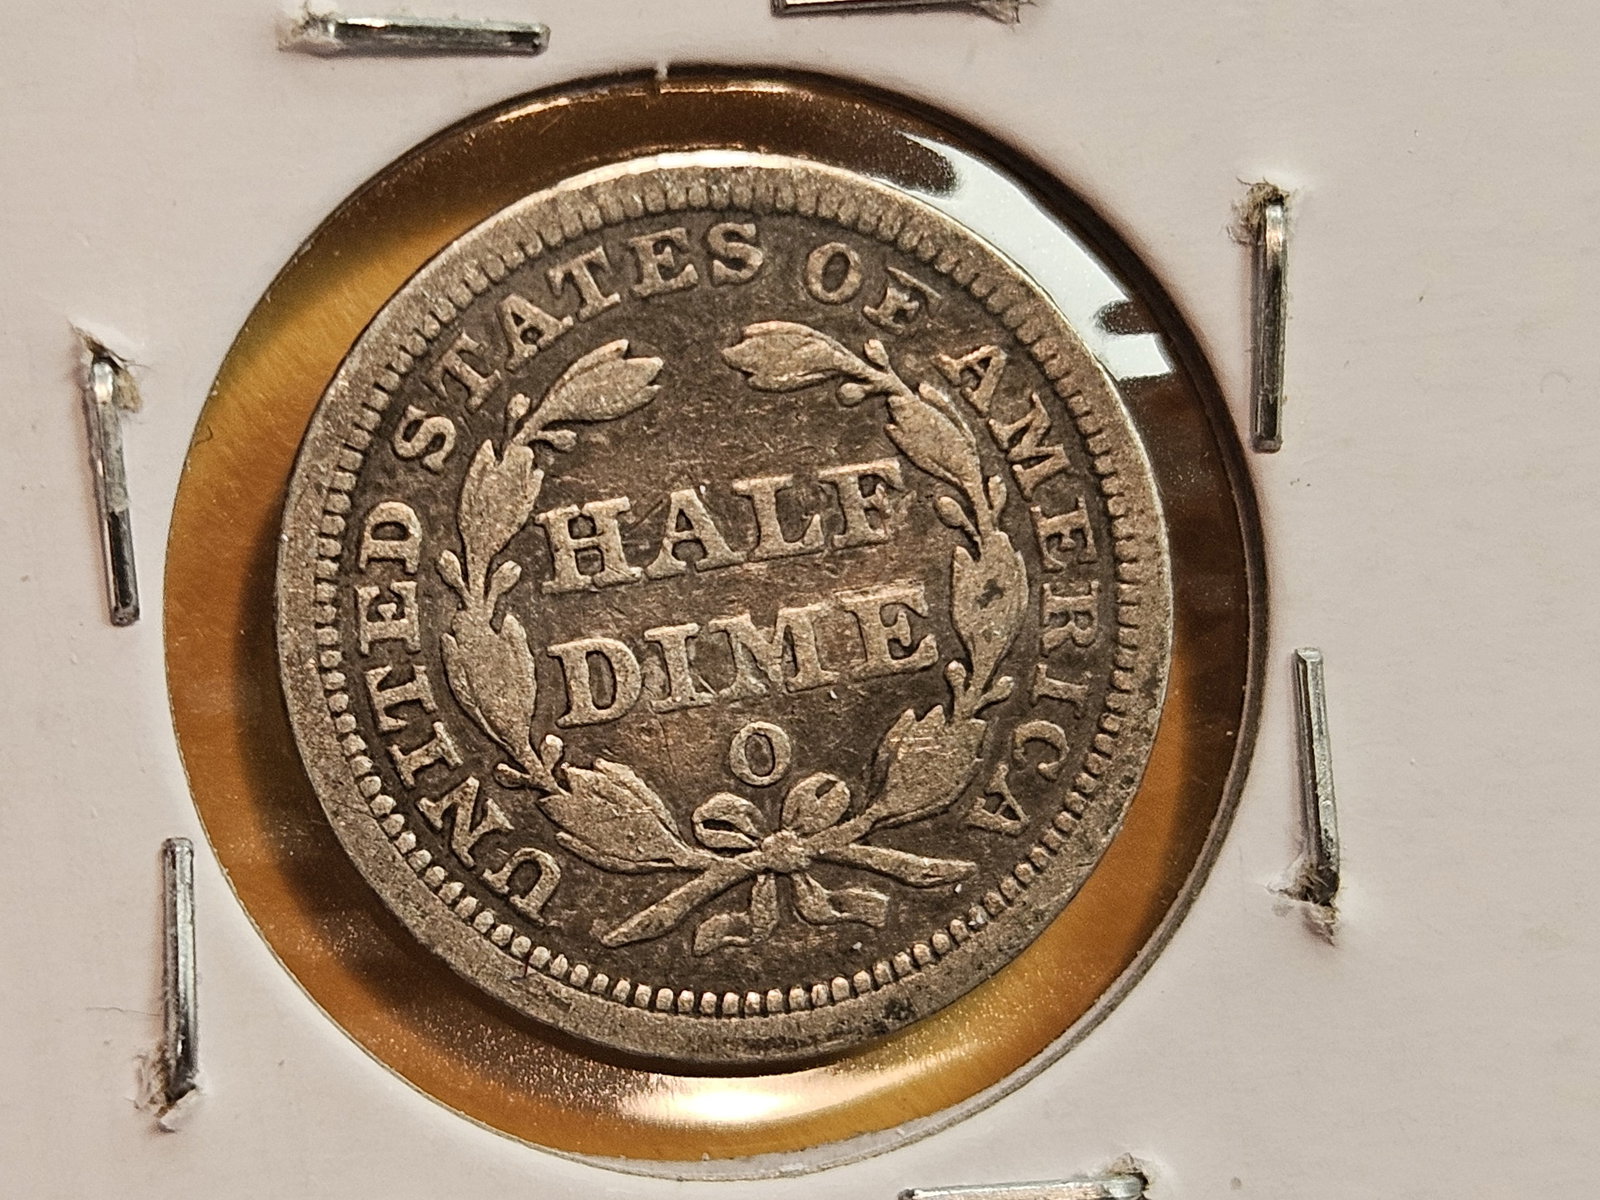 UNITED STATES OF AMERICA
HALF
DIME
O